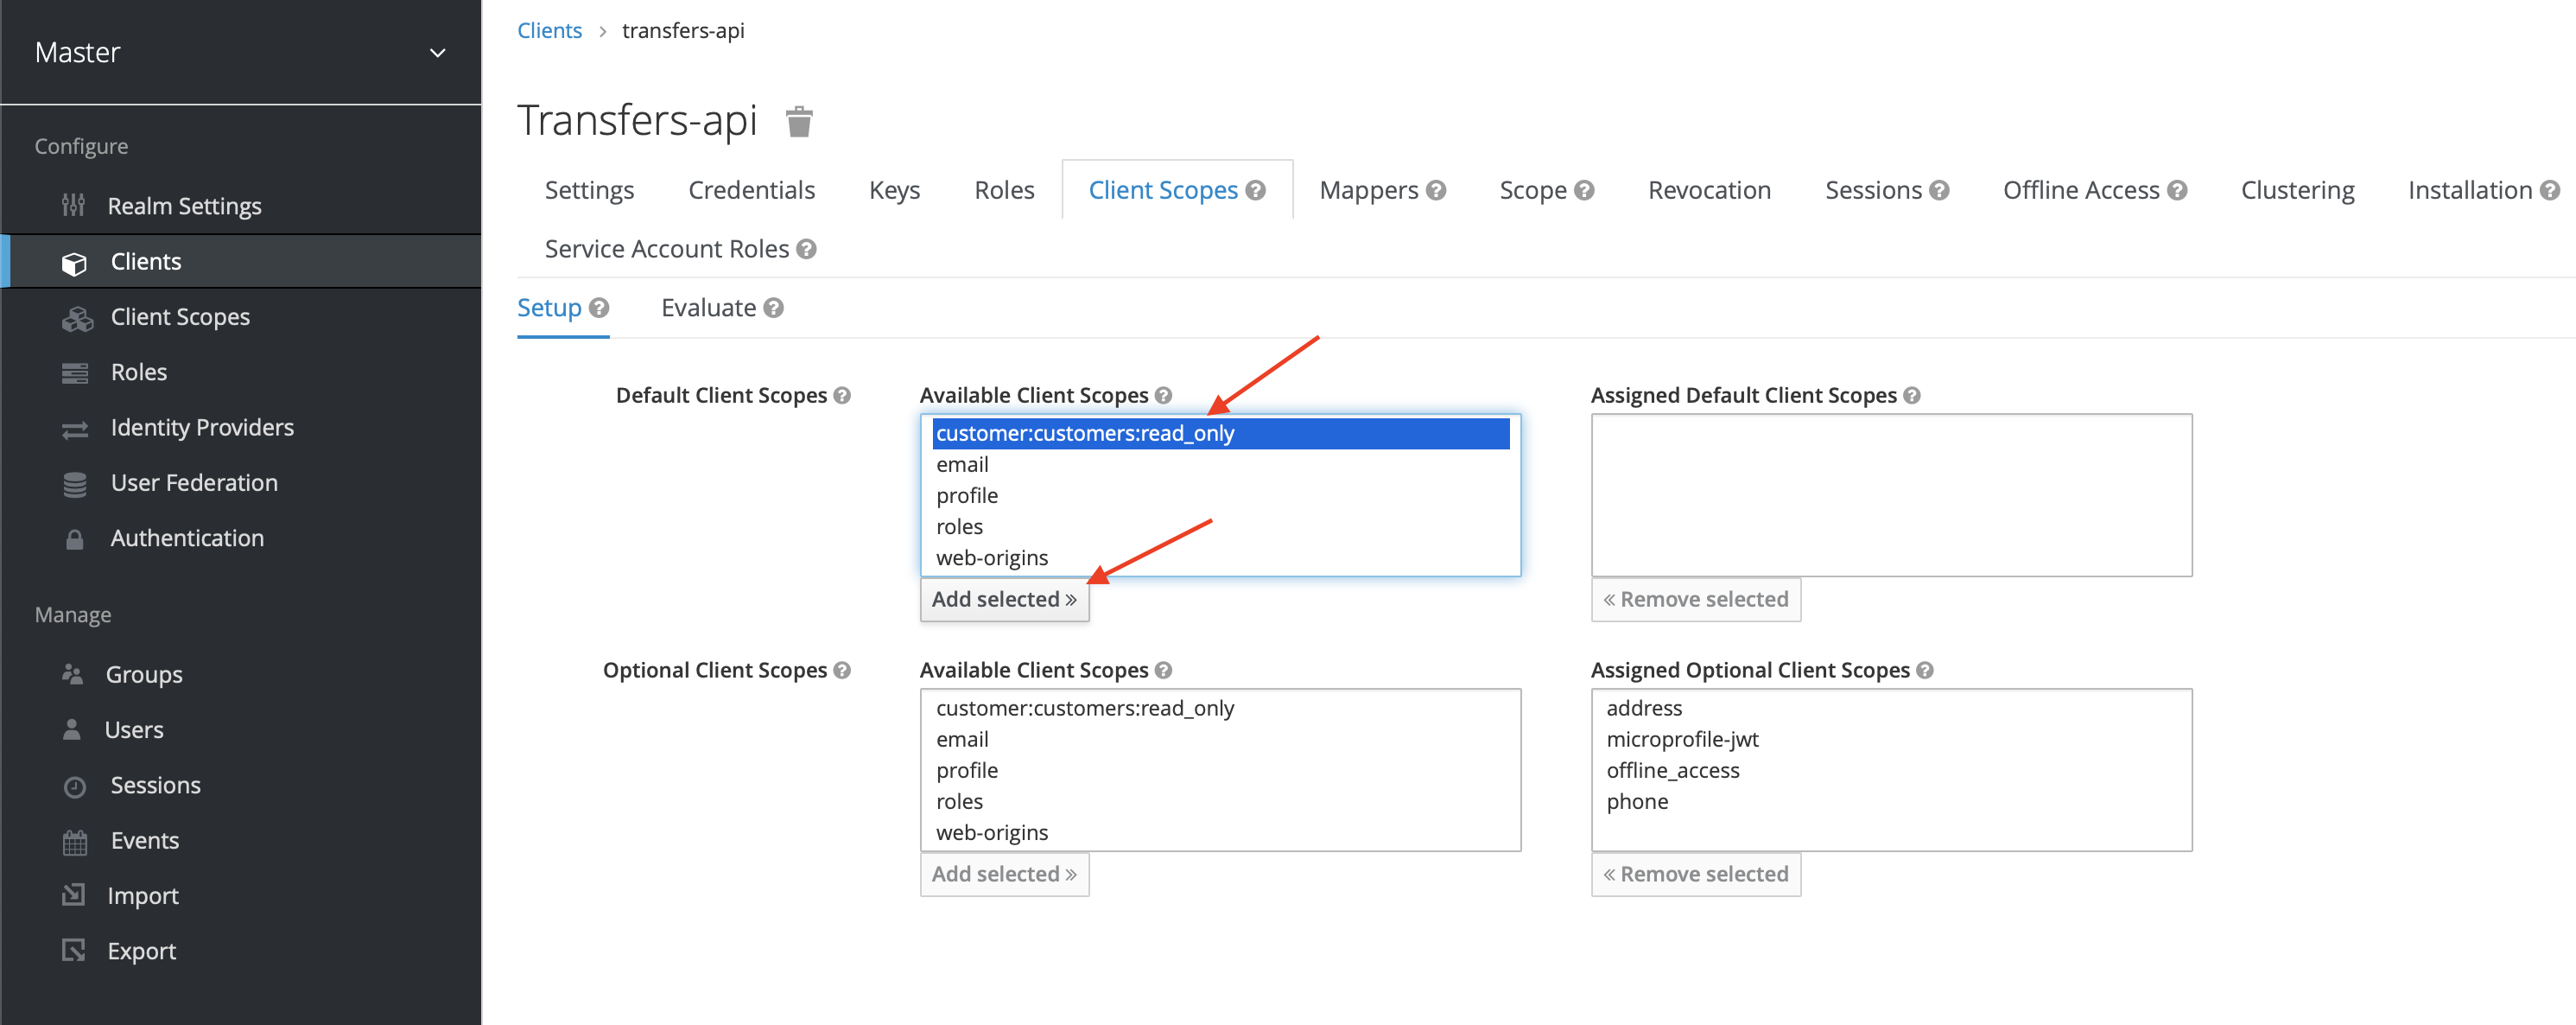 Master
Configure
Realm Settings
Clients
Client Scopes
Roles
Identity Providers
User Federation
Authentication
Manage
Groups
Users
Sessions
Events
Import
Export
Clients > transfers-api
Transfers-api
Settings Credentials Keys Roles Client Scopes ? Mappers ? Scope ? Revocation Sessions ? Offline Access ? Clustering Installation ?
Service Account Roles ?
Setup ? Evaluate ?
Default Client Scopes ? Available Client Scopes ? Assigned Default Client Scopes ?
customer:customers:read_only
email
profile
roles
web-origins
Add selected » « Remove selected
Optional Client Scopes ? Available Client Scopes ? Assigned Optional Client Scopes ?
customer:customers:read_only address
email microprofile-jwt
profile offline_access
roles phone
web-origins
Add selected » « Remove selected